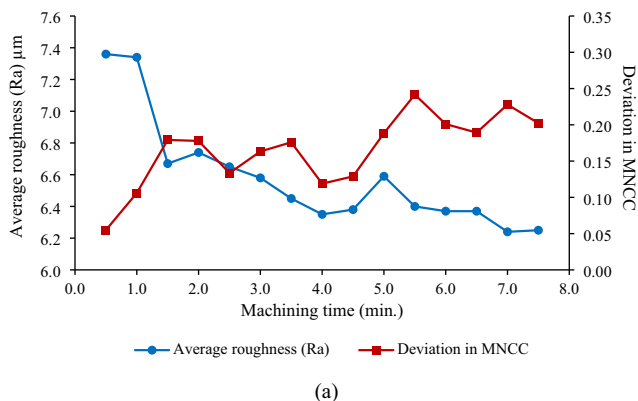 7.6
7.4
7.2
7.0
6.8
6.6
6.4
6.2
6.0
Average roughness (Ra) µm
0.35
0.30
0.25
0.20
0.15
0.10
0.05
0.00
Deviation in MNCC
0.0 1.0 2.0 3.0 4.0 5.0 6.0 7.0 8.0
Machining time (min.)
Average roughness (Ra) Deviation in MNCC
(a)